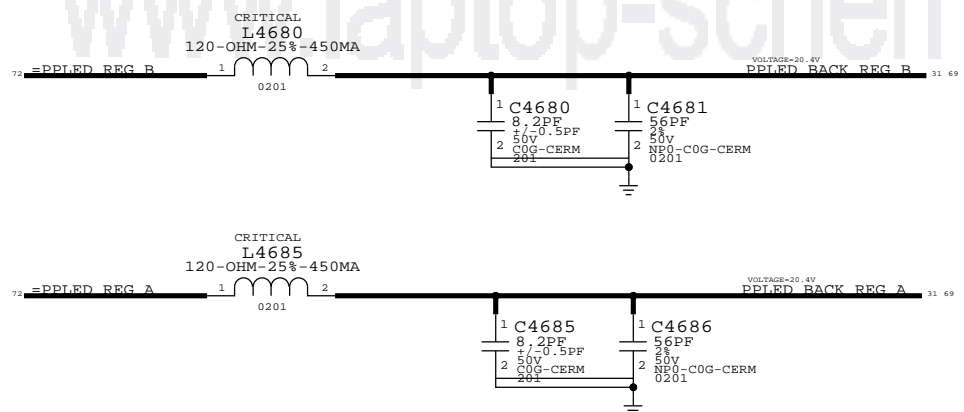 www.laptop-schem
CRITICAL
L4680
120-OHM-25%-450MA
72 =PPLED_REG_B 1 2 VOLTAGE=20.4V PPLED_BACK_REG_B 31 69
0201
1 C4680 1 C4681
8.2PF 56PF
+/-0.5PF 2%
50V 50V
2 C0G-CERM 2 NP0-C0G-CERM
201 0201
CRITICAL
L4685
120-OHM-25%-450MA
72 =PPLED_REG_A 1 2 VOLTAGE=20.4V PPLED_BACK_REG_A 31 69
0201
1 C4685 1 C4686
8.2PF 56PF
+/-0.5PF 2%
50V 50V
2 C0G-CERM 2 NP0-C0G-CERM
201 0201